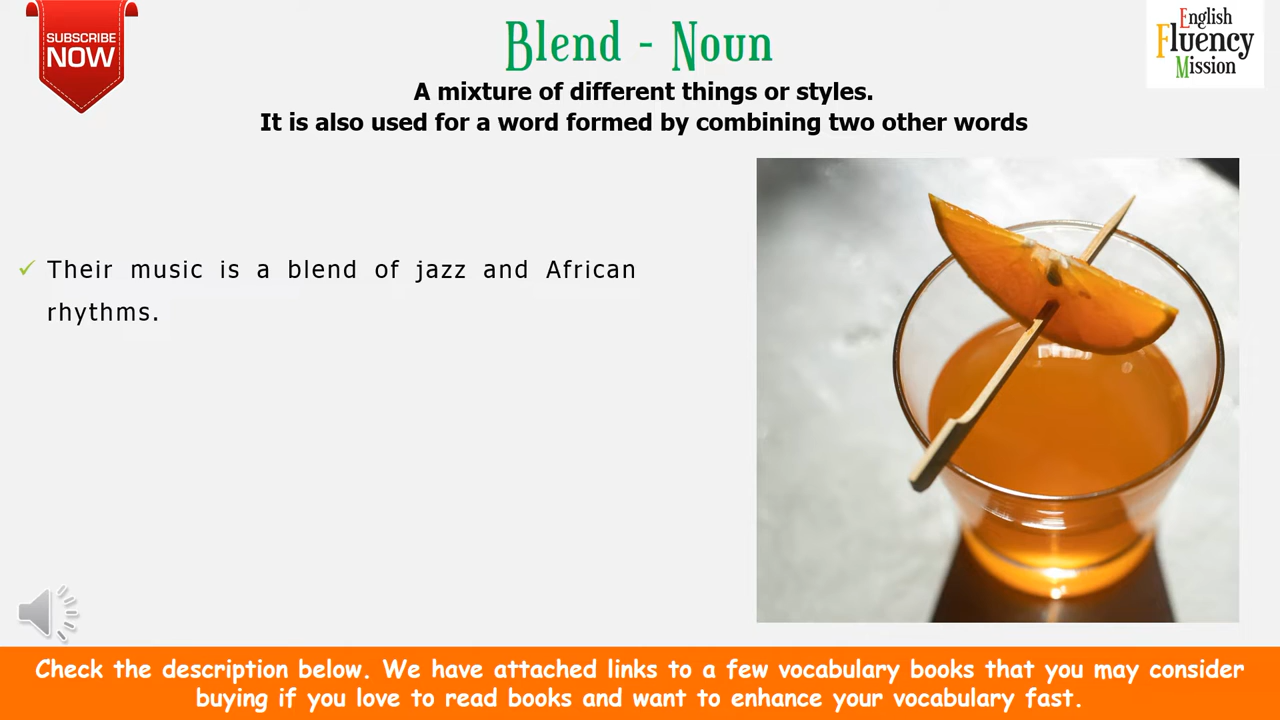 SUBSCRIBE
NOW
Blend - Noun
English
Fluency
Mission
A mixture of different things or styles.
It is also used for a word formed by combining two other words
Their music is a blend of jazz and African
rhythms.
Check the description below. We have attached links to a few vocabulary books that you may consider
buying if you love to read books and want to enhance your vocabulary fast.